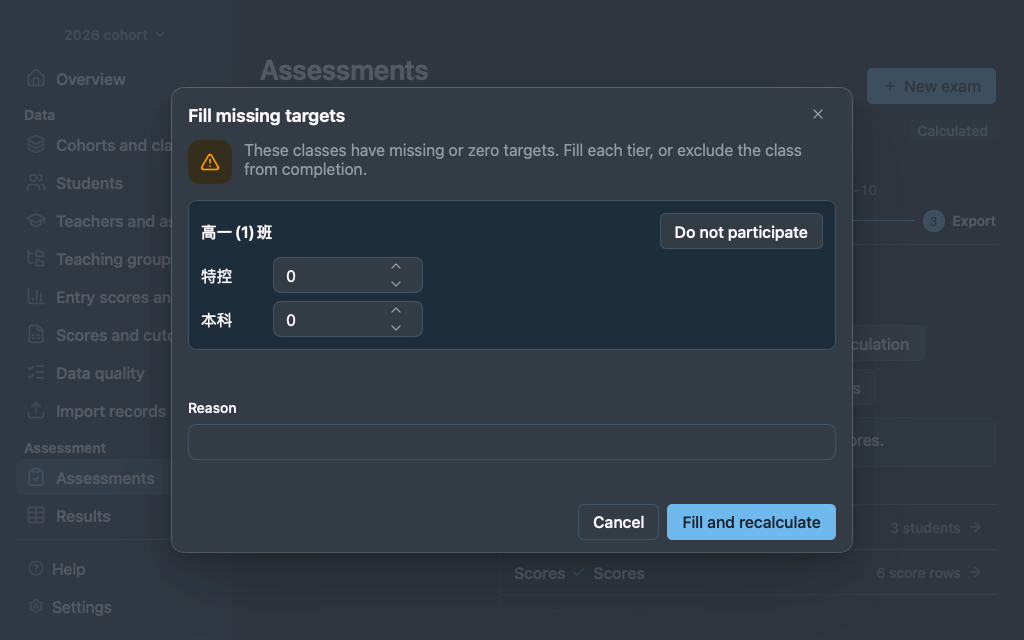 2026 cohort
Overview
Data
Cohorts and cla
Students
Teachers and as
Teaching group
Entry scores an
Scores and cuto
Data quality
Import records
Assessment
Assessments
Results
Help
Settings
Assessments
+ New exam
Calculated
-10
3 Export
culation
s
ores.
3 students →
Scores ✓ Scores
6 score rows →
Fill missing targets
These classes have missing or zero targets. Fill each tier, or exclude the class
from completion.
高一 (1) 班
Do not participate
特控 0
本科 0
Reason
Cancel
Fill and recalculate